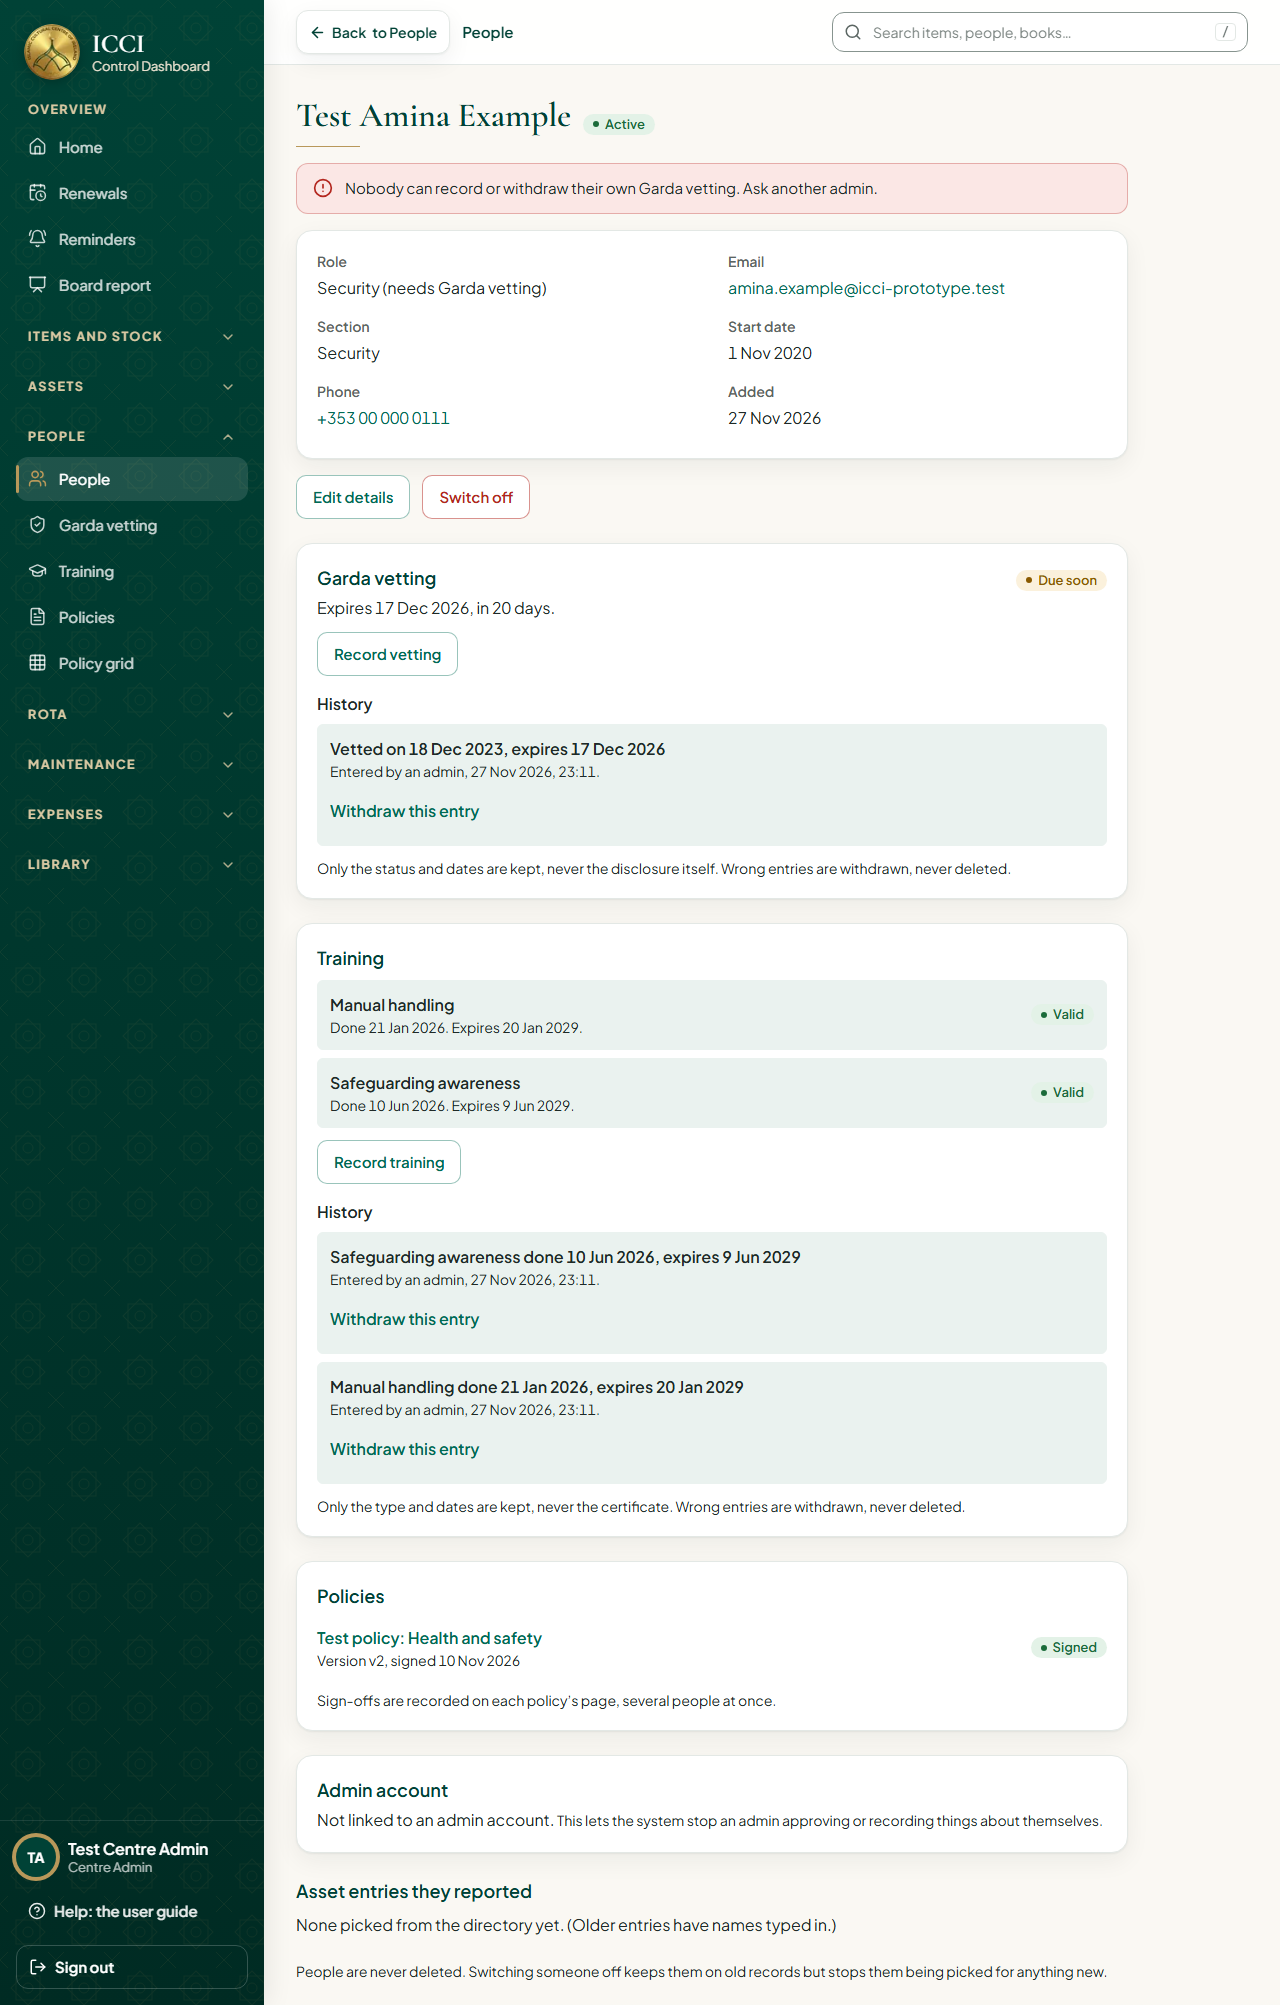 ICCI
Control Dashboard
OVERVIEW
Home
Renewals
Reminders
Board report
ITEMS AND STOCK
ASSETS
PEOPLE
People
Garda vetting
Training
Policies
Policy grid
ROTA
MAINTENANCE
EXPENSES
LIBRARY
TA
Test Centre Admin
Centre Admin
Help: the user guide
Sign out
Back to People
People
Search items, people, books…
/
Test Amina Example
Active
Nobody can record or withdraw their own Garda vetting. Ask another admin.
Role
Security (needs Garda vetting)
Email
amina.example@icci-prototype.test
Section
Security
Start date
1 Nov 2020
Phone
+353 00 000 0111
Added
27 Nov 2026
Edit details
Switch off
Garda vetting
Due soon
Expires 17 Dec 2026, in 20 days.
Record vetting
History
Vetted on 18 Dec 2023, expires 17 Dec 2026
Entered by an admin, 27 Nov 2026, 23:11.
Withdraw this entry
Only the status and dates are kept, never the disclosure itself. Wrong entries are withdrawn, never deleted.
Training
Manual handling
Done 21 Jan 2026. Expires 20 Jan 2029.
Valid
Safeguarding awareness
Done 10 Jun 2026. Expires 9 Jun 2029.
Valid
Record training
History
Safeguarding awareness done 10 Jun 2026, expires 9 Jun 2029
Entered by an admin, 27 Nov 2026, 23:11.
Withdraw this entry
Manual handling done 21 Jan 2026, expires 20 Jan 2029
Entered by an admin, 27 Nov 2026, 23:11.
Withdraw this entry
Only the type and dates are kept, never the certificate. Wrong entries are withdrawn, never deleted.
Policies
Test policy: Health and safety
Version v2, signed 10 Nov 2026
Signed
Sign-offs are recorded on each policy's page, several people at once.
Admin account
Not linked to an admin account. This lets the system stop an admin approving or recording things about themselves.
Asset entries they reported
None picked from the directory yet. (Older entries have names typed in.)
People are never deleted. Switching someone off keeps them on old records but stops them being picked for anything new.